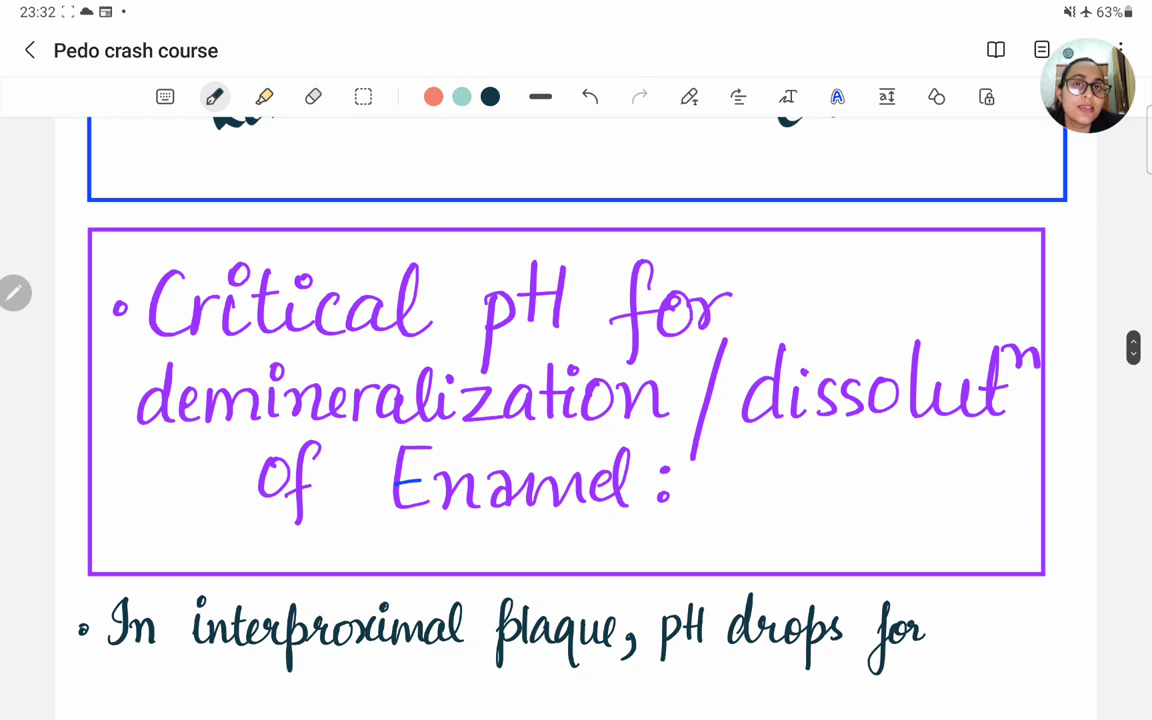 23:32
63%
Pedo crash course
• Critical pH for
demineralization / dissolutⁿ
of Enamel :
• In interproximal plaque, pH drops for